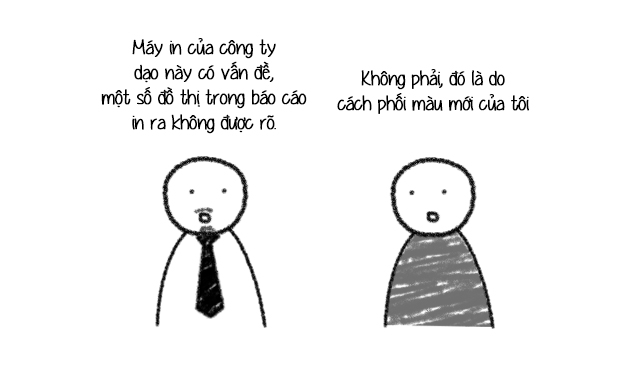 Máy in của công ty
dạo này có vấn đề,
một số đồ thị trong báo cáo
in ra không được rõ.
Không phải, đó là do
cách phối màu mới của tôi